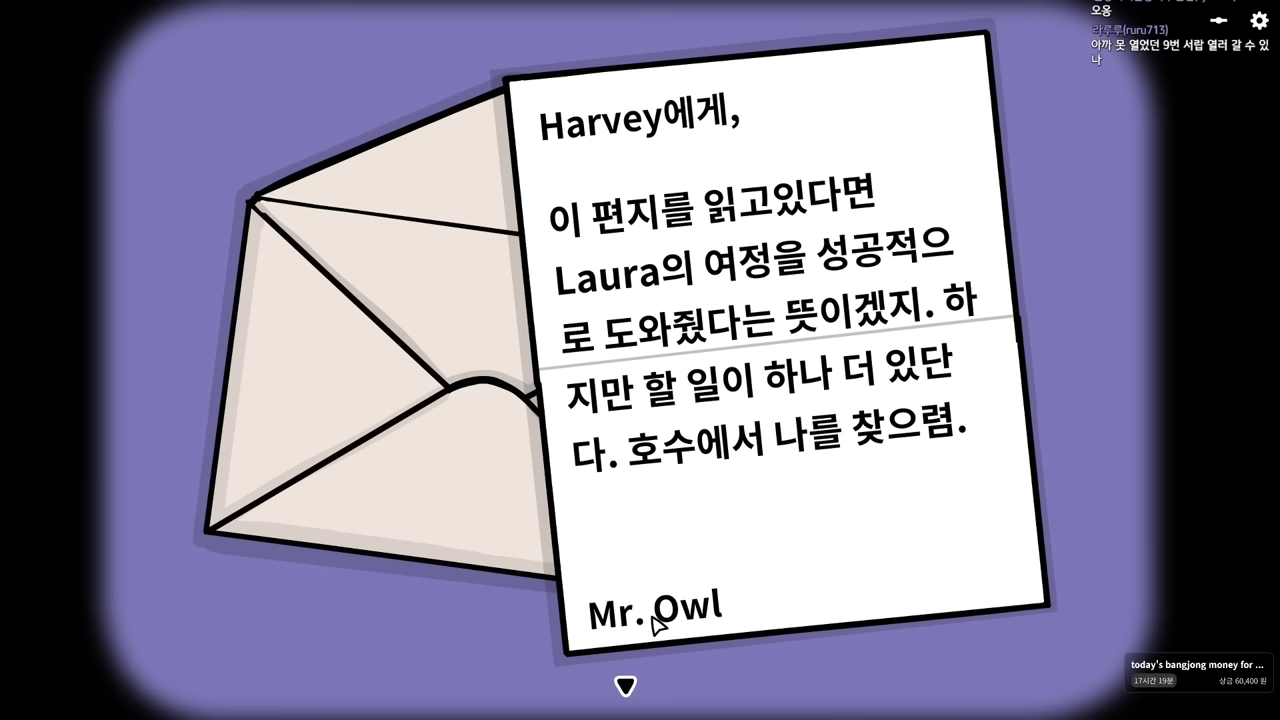 오옹
라루루(ruru713)
아까 못 열었던 9번 서랍 열러 갈 수 있
나
Harvey에게,
이 편지를 읽고있다면
Laura의 여정을 성공적으
로 도와줬다는 뜻이겠지. 하
지만 할 일이 하나 더 있단
다. 호수에서 나를 찾으렴.
Mr. Owl
today's bangjong money for ...
17시간 19분
상금 60,400 원